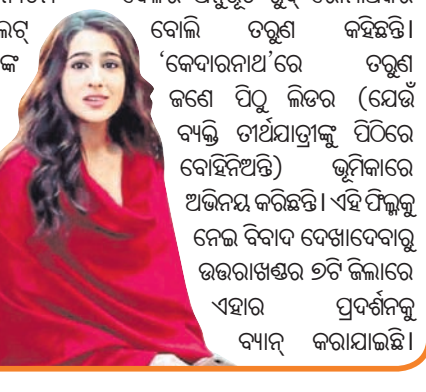 ଲେଟ୍ ବୋଲି ତରୁଣ କହିଛନ୍ତି।
ଙ୍କ ‘କେଦାରନାଥ’ରେ ତରୁଣ
ଜଣେ ପିଠୁ ଲିଡର (ଯେଉଁ
ବ୍ୟକ୍ତି ତୀର୍ଥଯାତ୍ରୀଙ୍କୁ ପିଠିରେ
ବୋହିନିଅନ୍ତି) ଭୂମିକାରେ
ଅଭିନୟ କରିଛନ୍ତି। ଏହି ଫିଲ୍ମକୁ
ନେଇ ବିବାଦ ଦେଖାଦେବାରୁ
ଉତ୍ତରାଖଣ୍ଡର ୭ଟି ଜିଲାରେ
ଏହାର ପ୍ରଦର୍ଶନକୁ
ବ୍ୟାନ୍ କରାଯାଇଛି।